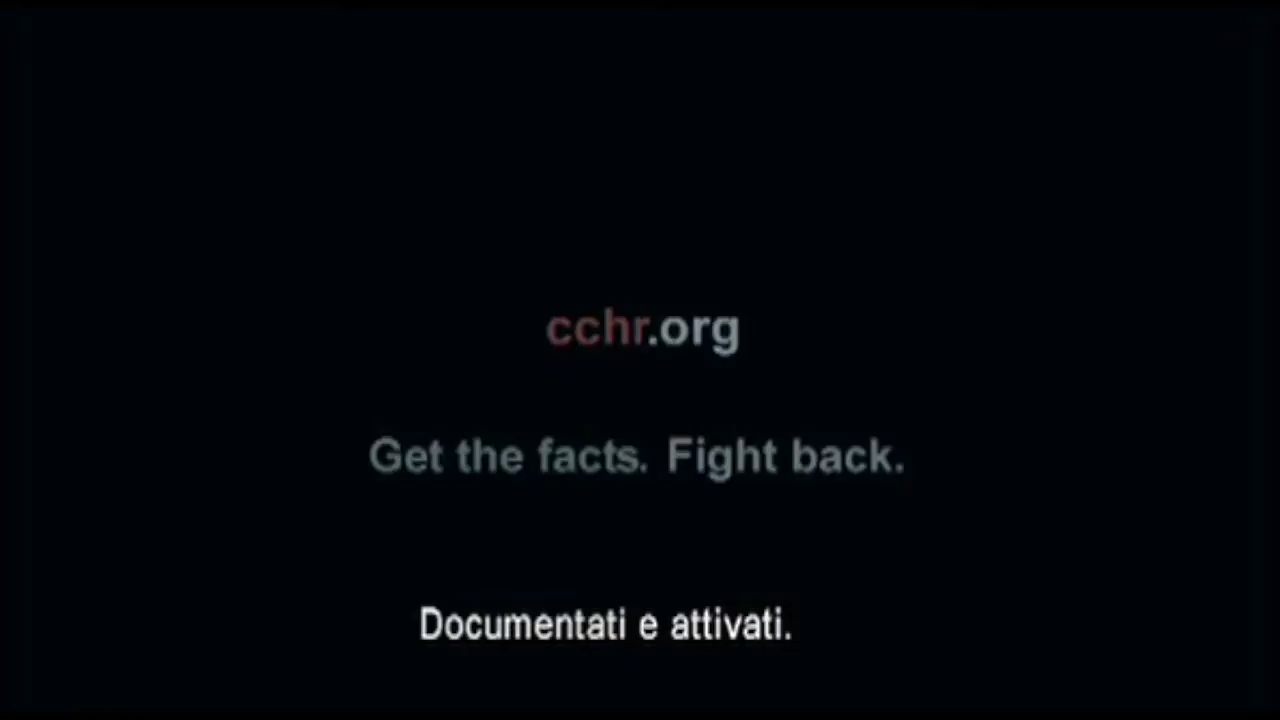 cchr.org
Get the facts. Fight back.
Documentati e attivati.